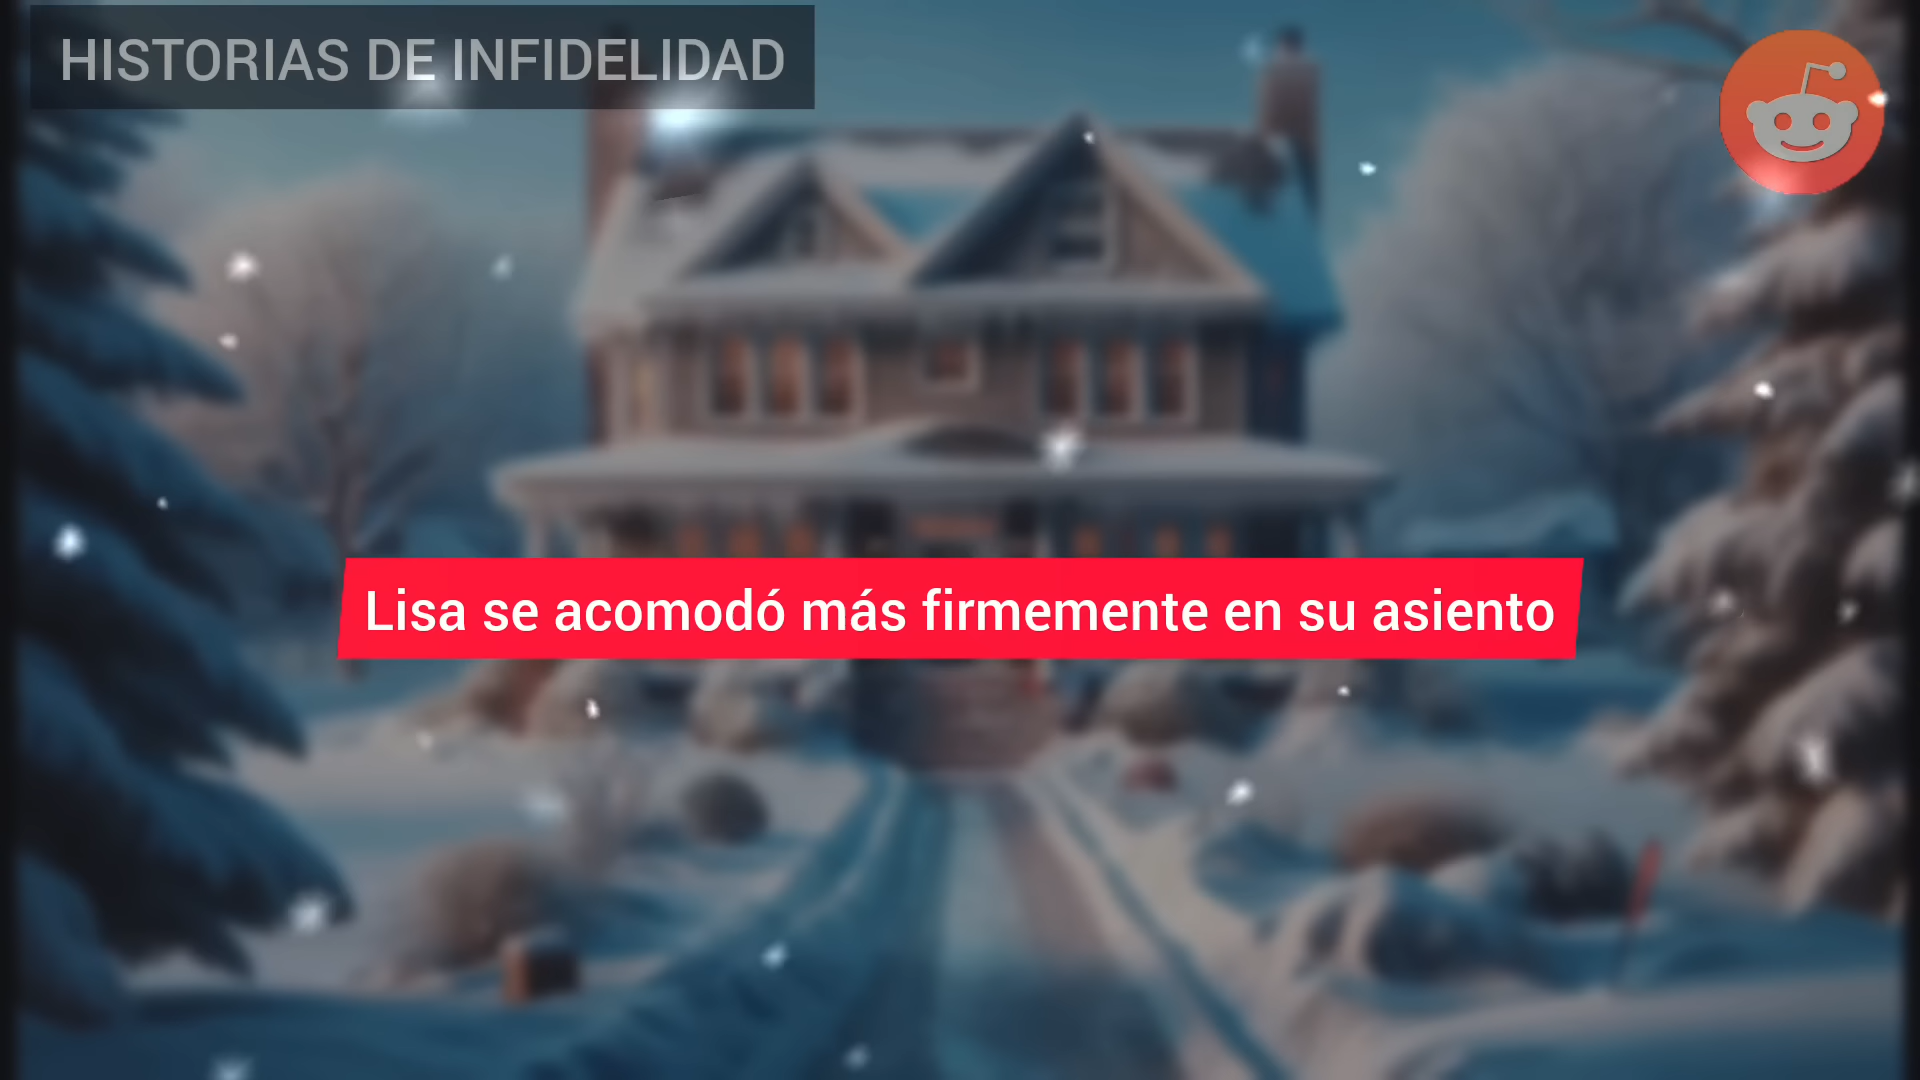 HISTORIAS DE INFIDELIDAD
Lisa se acomodó más firmemente en su asiento